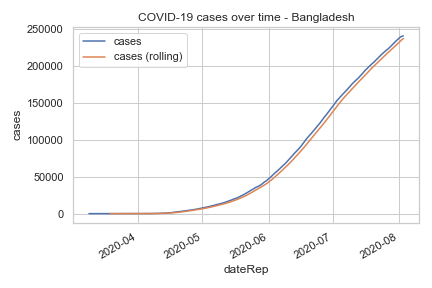 COVID-19 cases over time - Bangladesh
250000
200000
150000
100000
50000
0
cases
cases
cases (rolling)
2020-04
2020-05
2020-06
2020-07
2020-08
dateRep